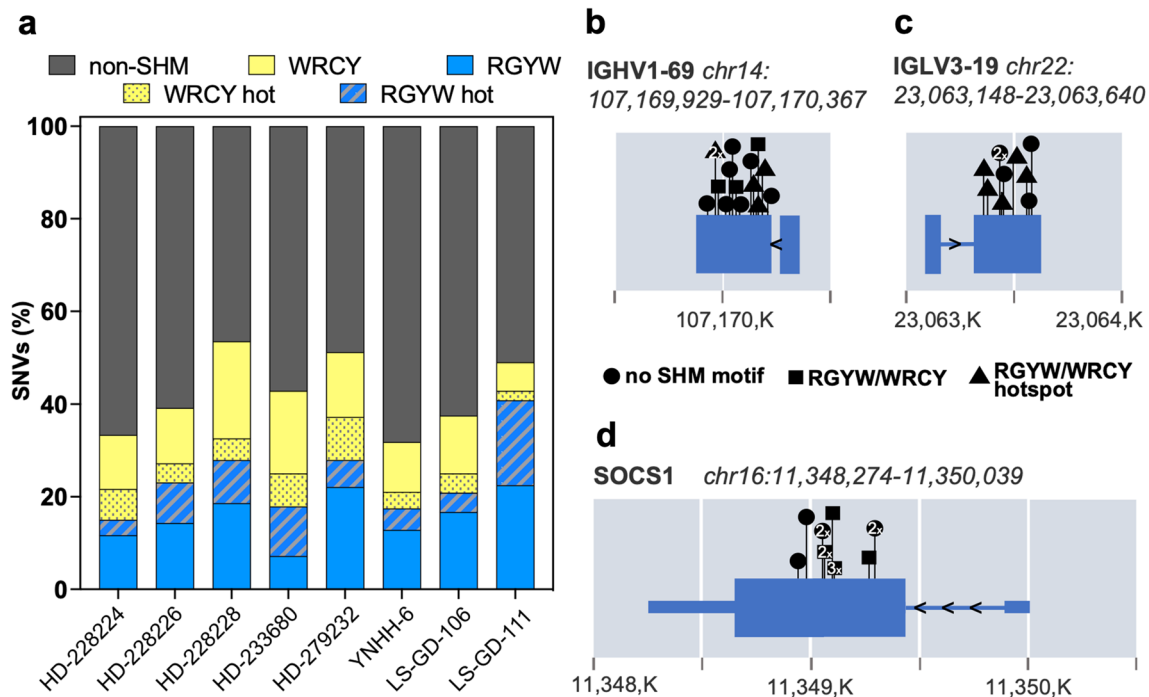 a
non-SHM WRCY RGYW
WRCY hot RGYW hot
SNVs (%)
100
80
60
40
20
0
HD-228224
HD-228226
HD-228228
HD-233680
HD-279232
YNHH-6
LS-GD-106
LS-GD-111
b
IGHV1-69 chr14:
107,169,929-107,170,367
2x
<
107,170,K
c
IGLV3-19 chr22:
23,063,148-23,063,640
2x
>
23,063,K 23,064,K
no SHM motif RGYW/WRCY RGYW/WRCY
hotspot
d
SOCS1 chr16:11,348,274-11,350,039
2x 2x
2x
3x
< < <
11,348,K 11,349,K 11,350,K